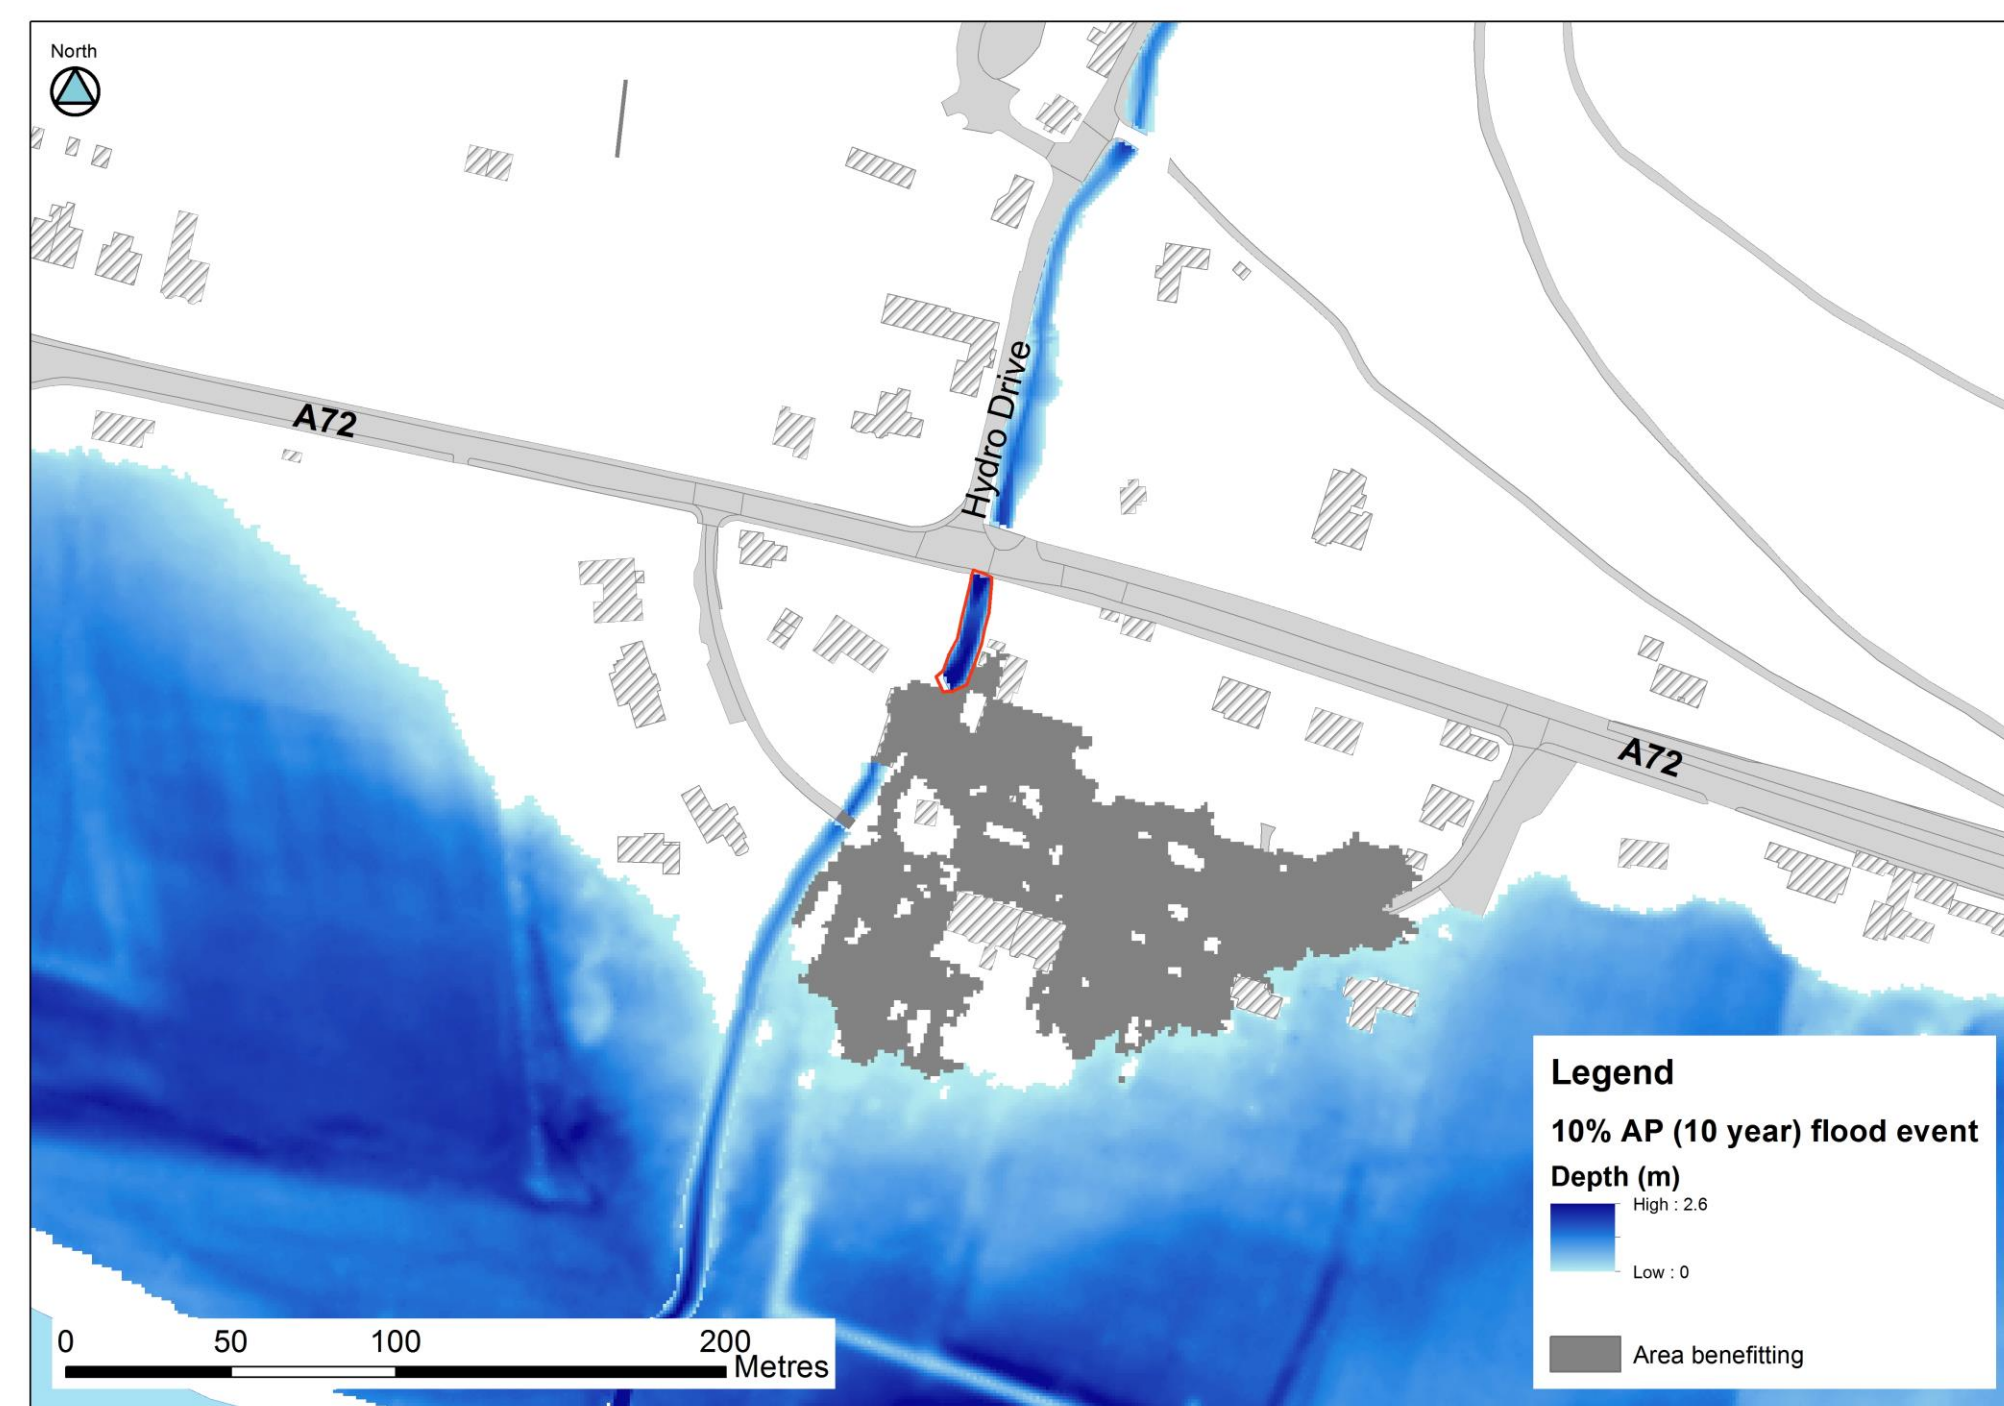 North
A72
Hydro Drive
A72
Legend
10% AP (10 year) flood event
Depth (m)
High : 2.6
Low : 0
Area benefitting
0 50 100 200
Metres